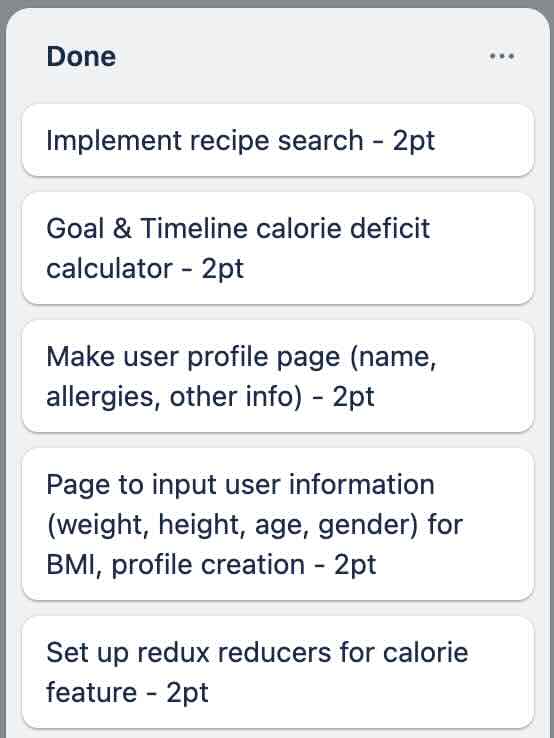 Done
Implement recipe search - 2pt
Goal & Timeline calorie deficit
calculator - 2pt
Make user profile page (name,
allergies, other info) - 2pt
Page to input user information
(weight, height, age, gender) for
BMI, profile creation - 2pt
Set up redux reducers for calorie
feature - 2pt